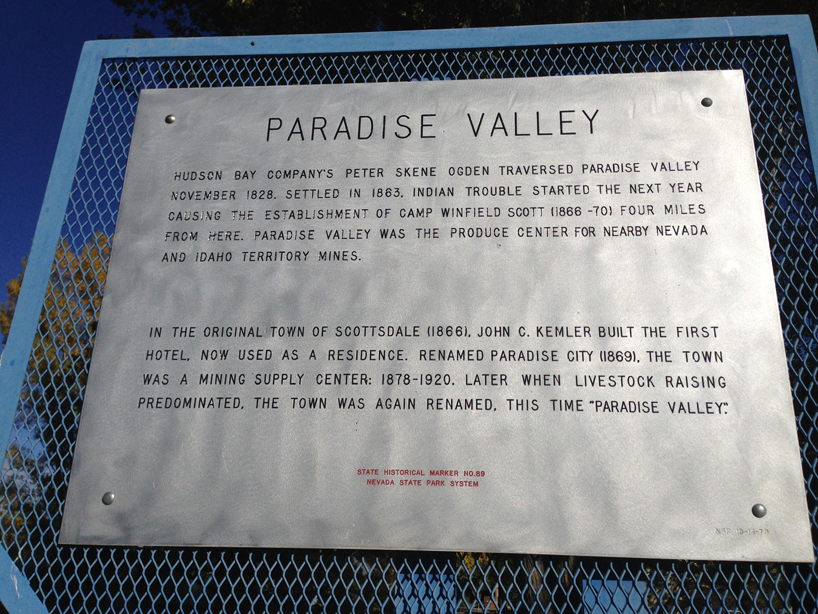 PARADISE VALLEY
HUDSON BAY COMPANY'S PETER SKENE OGDEN TRAVERSED PARADISE VALLEY
NOVEMBER 1828. SETTLED IN 1863, INDIAN TROUBLE STARTED THE NEXT YEAR
CAUSING THE ESTABLISHMENT OF CAMP WINFIELD SCOTT (1866 -70) FOUR MILES
FROM HERE. PARADISE VALLEY WAS THE PRODUCE CENTER FOR NEARBY NEVADA
AND IDAHO TERRITORY MINES.
IN THE ORIGINAL TOWN OF SCOTTSDALE (1866), JOHN C. KEMLER BUILT THE FIRST
HOTEL, NOW USED AS A RESIDENCE. RENAMED PARADISE CITY (1869), THE TOWN
WAS A MINING SUPPLY CENTER: 1878-1920. LATER WHEN LIVESTOCK RAISING
PREDOMINATED, THE TOWN WAS AGAIN RENAMED, THIS TIME "PARADISE VALLEY."
STATE HISTORICAL MARKER NO.89
NEVADA STATE PARK SYSTEM